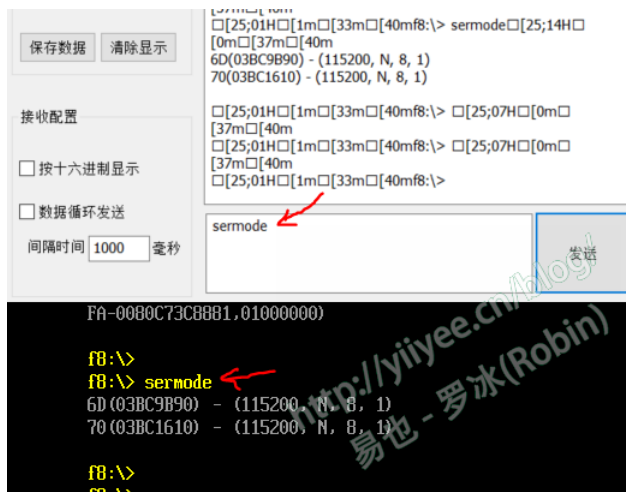 [37m□[40m
□[25;01H□[1m□[33m□[40mf8:\> sermode□[25;14H□
[0m□[37m□[40m
6D(03BC9B90) - (115200, N, 8, 1)
70(03BC1610) - (115200, N, 8, 1)
□[25;01H□[1m□[33m□[40mf8:\> □[25;07H□[0m□
[37m□[40m
□[25;01H□[1m□[33m□[40mf8:\> □[25;07H□[0m□
[37m□[40m
□[25;01H□[1m□[33m□[40mf8:\>
保存数据 清除显示
接收配置
按十六进制显示
数据循环发送
间隔时间 1000 毫秒
sermode
发送
FA-0080C73C8881,01000000)
f8:\>
f8:\> sermode
6D(03BC9B90) - (115200, N, 8, 1)
70(03BC1610) - (115200, N, 8, 1)
f8:\>
f8:\>
http://yiiyee.cn/blog/
易也 - 罗冰(Robin)